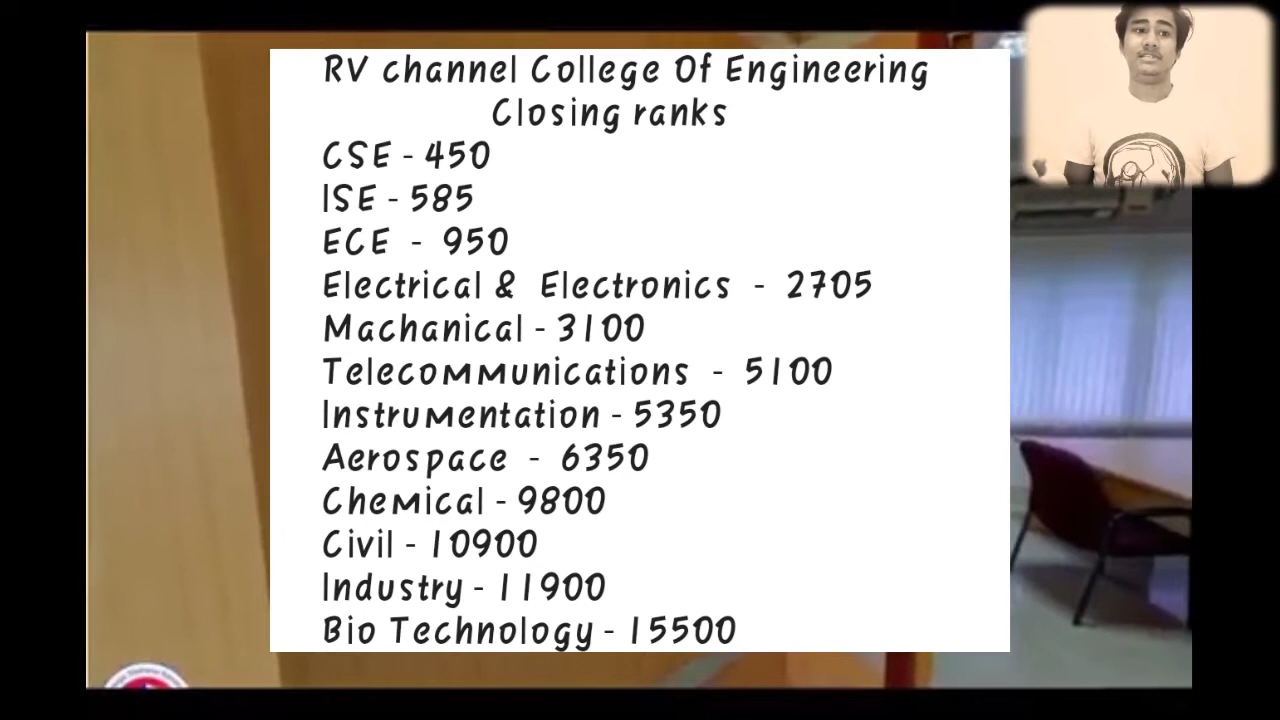 RV channel College Of Engineering
Closing ranks
CSE - 450
ISE - 585
ECE - 950
Electrical & Electronics - 2705
Machanical - 3100
Telecommunications - 5100
Instrumentation - 5350
Aerospace - 6350
Chemical - 9800
Civil - 10900
Industry - 11900
Bio Technology - 15500